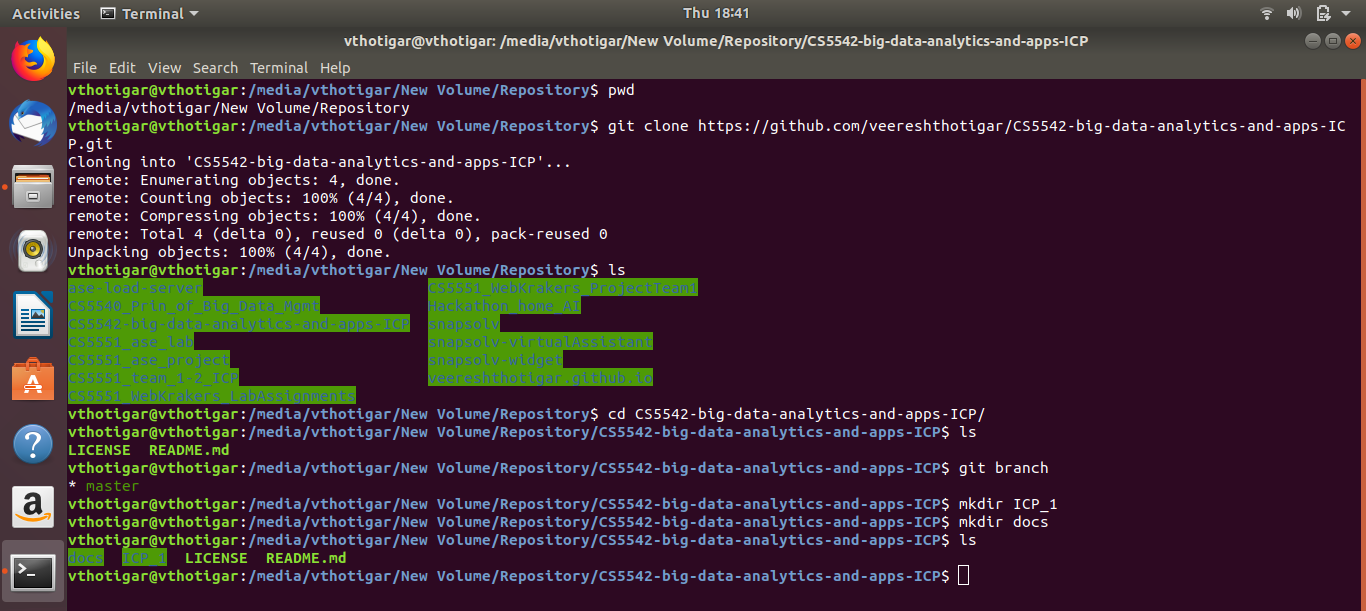 Activities Terminal Thu 18:41
vthotigar@vthotigar: /media/vthotigar/New Volume/Repository/CS5542-big-data-analytics-and-apps-ICP
File Edit View Search Terminal Help
vthotigar@vthotigar:/media/vthotigar/New Volume/Repository$ pwd
/media/vthotigar/New Volume/Repository
vthotigar@vthotigar:/media/vthotigar/New Volume/Repository$ git clone https://github.com/veereshthotigar/CS5542-big-data-analytics-and-apps-IC
P.git
Cloning into 'CS5542-big-data-analytics-and-apps-ICP'...
remote: Enumerating objects: 4, done.
remote: Counting objects: 100% (4/4), done.
remote: Compressing objects: 100% (4/4), done.
remote: Total 4 (delta 0), reused 0 (delta 0), pack-reused 0
Unpacking objects: 100% (4/4), done.
vthotigar@vthotigar:/media/vthotigar/New Volume/Repository$ ls
ase-load-server CS5551_WebKrakers_ProjectTeam1
CS5540_Prin_of_Big_Data_Mgmt Hackathon_home_AI
CS5542-big-data-analytics-and-apps-ICP snapsolv
CS5551_ase_lab snapsolv-virtualAssistant
CS5551_ase_project snapsolv-widget
CS5551_team_1-2_ICP veereshthotigar.github.io
CS5551_WebKrakers_LabAssignments
vthotigar@vthotigar:/media/vthotigar/New Volume/Repository$ cd CS5542-big-data-analytics-and-apps-ICP/
vthotigar@vthotigar:/media/vthotigar/New Volume/Repository/CS5542-big-data-analytics-and-apps-ICP$ ls
LICENSE README.md
vthotigar@vthotigar:/media/vthotigar/New Volume/Repository/CS5542-big-data-analytics-and-apps-ICP$ git branch
* master
vthotigar@vthotigar:/media/vthotigar/New Volume/Repository/CS5542-big-data-analytics-and-apps-ICP$ mkdir ICP_1
vthotigar@vthotigar:/media/vthotigar/New Volume/Repository/CS5542-big-data-analytics-and-apps-ICP$ mkdir docs
vthotigar@vthotigar:/media/vthotigar/New Volume/Repository/CS5542-big-data-analytics-and-apps-ICP$ ls
docs ICP_1 LICENSE README.md
vthotigar@vthotigar:/media/vthotigar/New Volume/Repository/CS5542-big-data-analytics-and-apps-ICP$